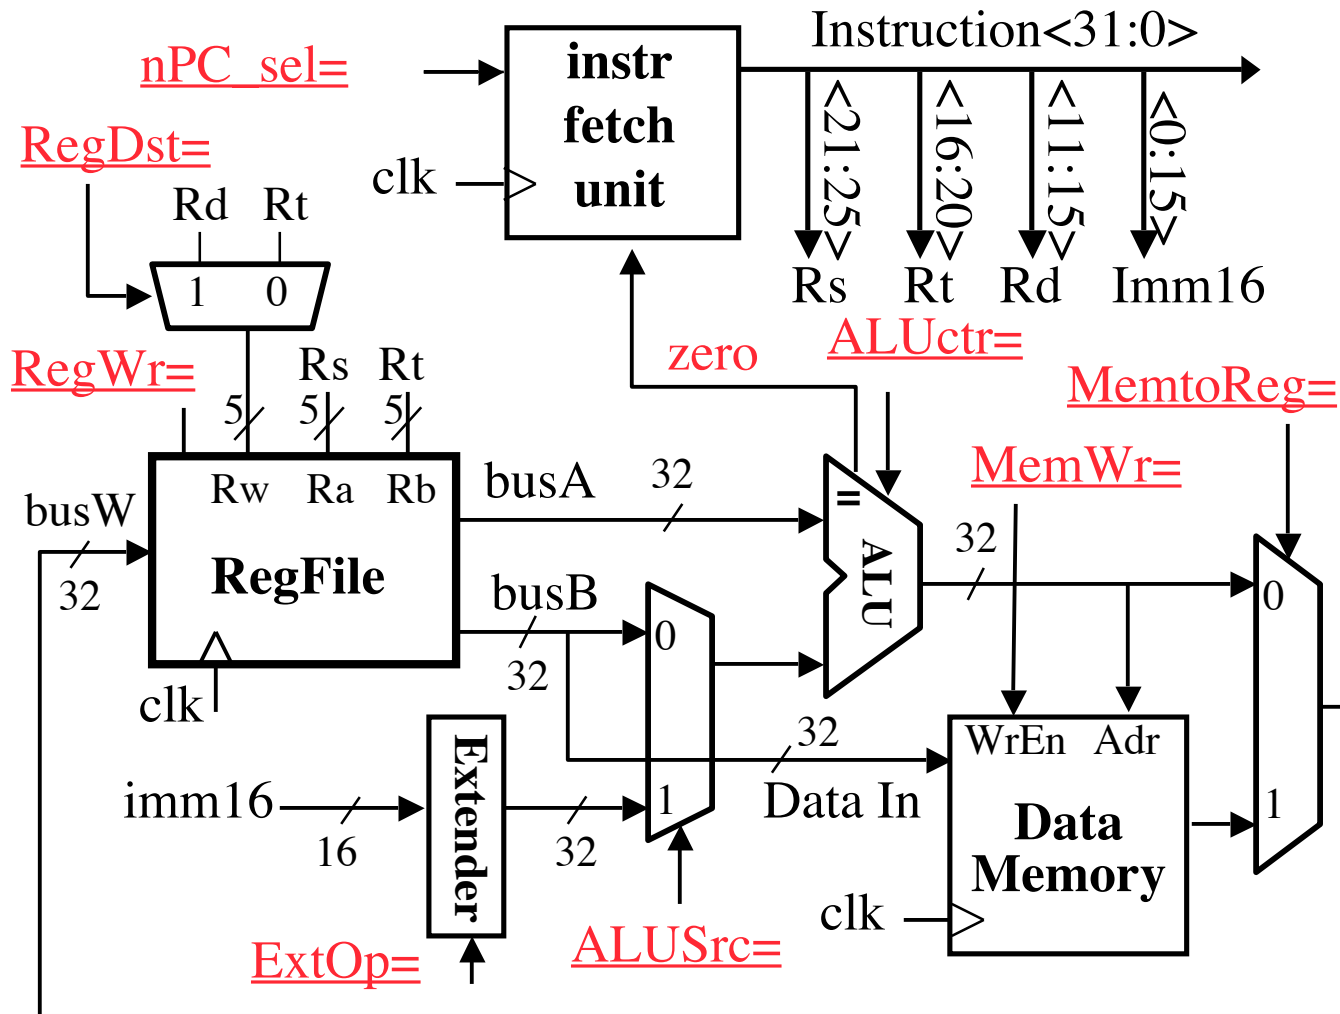 Instruction<31:0>
nPC_sel=
instr
fetch
unit
clk
<21:25>
<16:20>
<11:15>
<0:15>
RegDst=
Rd Rt
1 0
Rs Rt Rd Imm16
zero
ALUctr=
RegWr=
Rs Rt
5 5 5
MemtoReg=
MemWr=
busW
32
Rw Ra Rb
RegFile
clk
busA
32
busB
32
=
ALU
32
0
1
0
1
imm16
16
Extender
32
32
Data In
WrEn Adr
Data
Memory
clk
ExtOp=
ALUSrc=